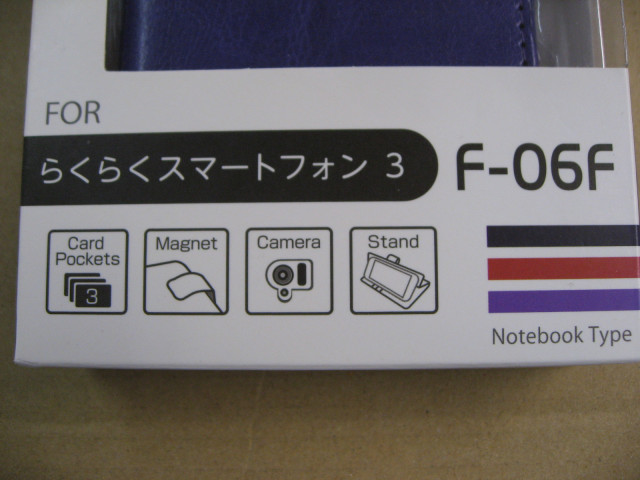 FOR
らくらくスマートフォン 3 F-06F
Card Pockets 3
Magnet
Camera
Stand
Notebook Type